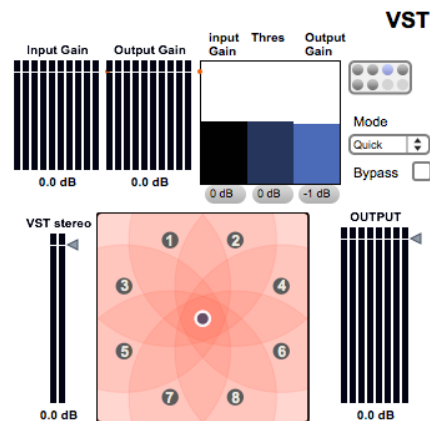 VST
Input Gain
Output Gain
input Gain
Thres
Output Gain
0.0 dB
0.0 dB
0 dB
0 dB
-1 dB
Mode
Quick
Bypass
VST stereo
OUTPUT
1
2
3
4
5
6
7
8
0.0 dB
0.0 dB